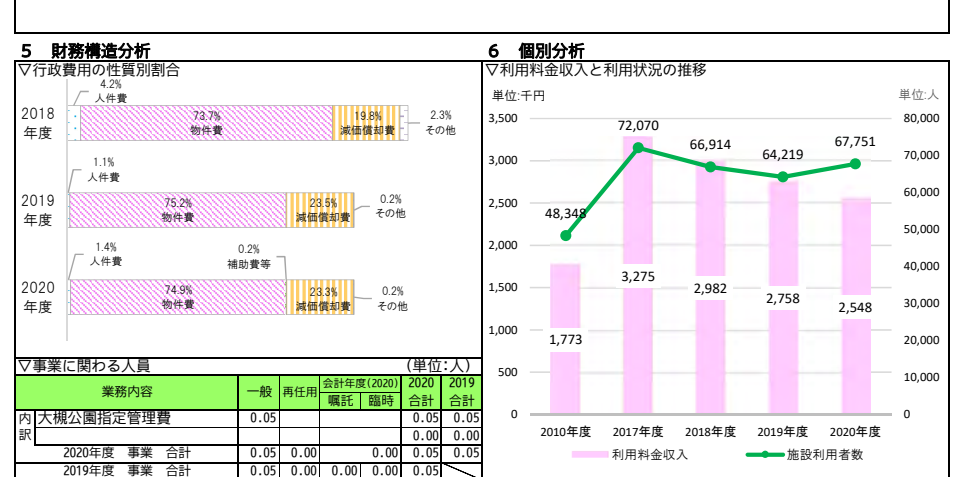 5　財務構造分析
▽行政費用の性質別割合
4.2%
人件費
2018
年度
73.7%
物件費
19.8%
減価償却費
2.3%
その他
1.1%
人件費
2019
年度
75.2%
物件費
23.5%
減価償却費
0.2%
その他
1.4%
人件費
0.2%
補助費等
2020
年度
74.9%
物件費
23.3%
減価償却費
0.2%
その他
▽事業に関わる人員　(単位:人)
業務内容　一般　再任用　会計年度(2020)　2020　2019
嘱託　臨時　合計　合計
内　大槻公園指定管理費　0.05　0.05　0.05
訳　0.00　0.00
2020年度　事業　合計　0.05　0.00　0.00　0.05　0.05
2019年度　事業　合計　0.05　0.00　0.00　0.00　0.05
6　個別分析
▽利用料金収入と利用状況の推移
単位:千円　単位:人
3,500　80,000
72,070
67,751
66,914
64,219
3,000　70,000
60,000
2,500
48,348
50,000
2,000
40,000
3,275
2,982
2,758
2,548
1,500
30,000
1,000
1,773
20,000
500
10,000
0　0
2010年度　2017年度　2018年度　2019年度　2020年度
利用料金収入　施設利用者数